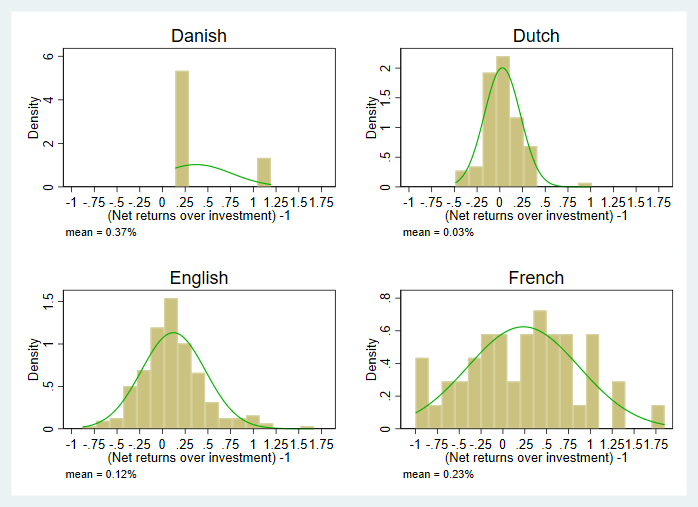 Danish
Density
0 2 4 6
-1 -.75 -.5 -.25 0 .25 .5 .75 1 1.25 1.5 1.75
(Net returns over investment) -1
mean = 0.37%
Dutch
Density
0 .5 1 1.5 2
-1 -.75 -.5 -.25 0 .25 .5 .75 1 1.25 1.5 1.75
(Net returns over investment) -1
mean = 0.03%
English
Density
0 .5 1 1.5
-1 -.75 -.5 -.25 0 .25 .5 .75 1 1.25 1.5 1.75
(Net returns over investment) -1
mean = 0.12%
French
Density
0 .2 .4 .6 .8
-1 -.75 -.5 -.25 0 .25 .5 .75 1 1.25 1.5 1.75
(Net returns over investment) -1
mean = 0.23%